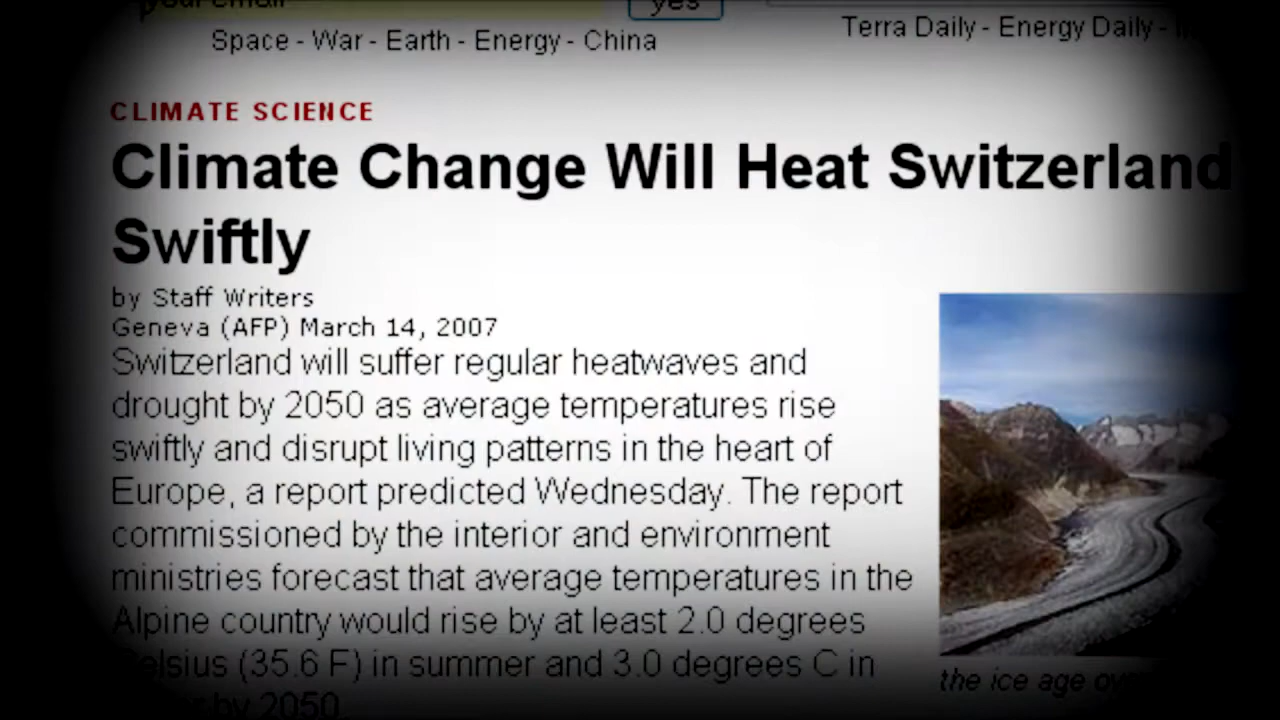 your email
yes
Space - War - Earth - Energy - China
Terra Daily - Energy Daily -
CLIMATE SCIENCE
Climate Change Will Heat Switzerland
Swiftly
by Staff Writers
Geneva (AFP) March 14, 2007
Switzerland will suffer regular heatwaves and
drought by 2050 as average temperatures rise
swiftly and disrupt living patterns in the heart of
Europe, a report predicted Wednesday. The report
commissioned by the interior and environment
ministries forecast that average temperatures in the
Alpine country would rise by at least 2.0 degrees
Celsius (35.6 F) in summer and 3.0 degrees C in
by 2050.
the ice age